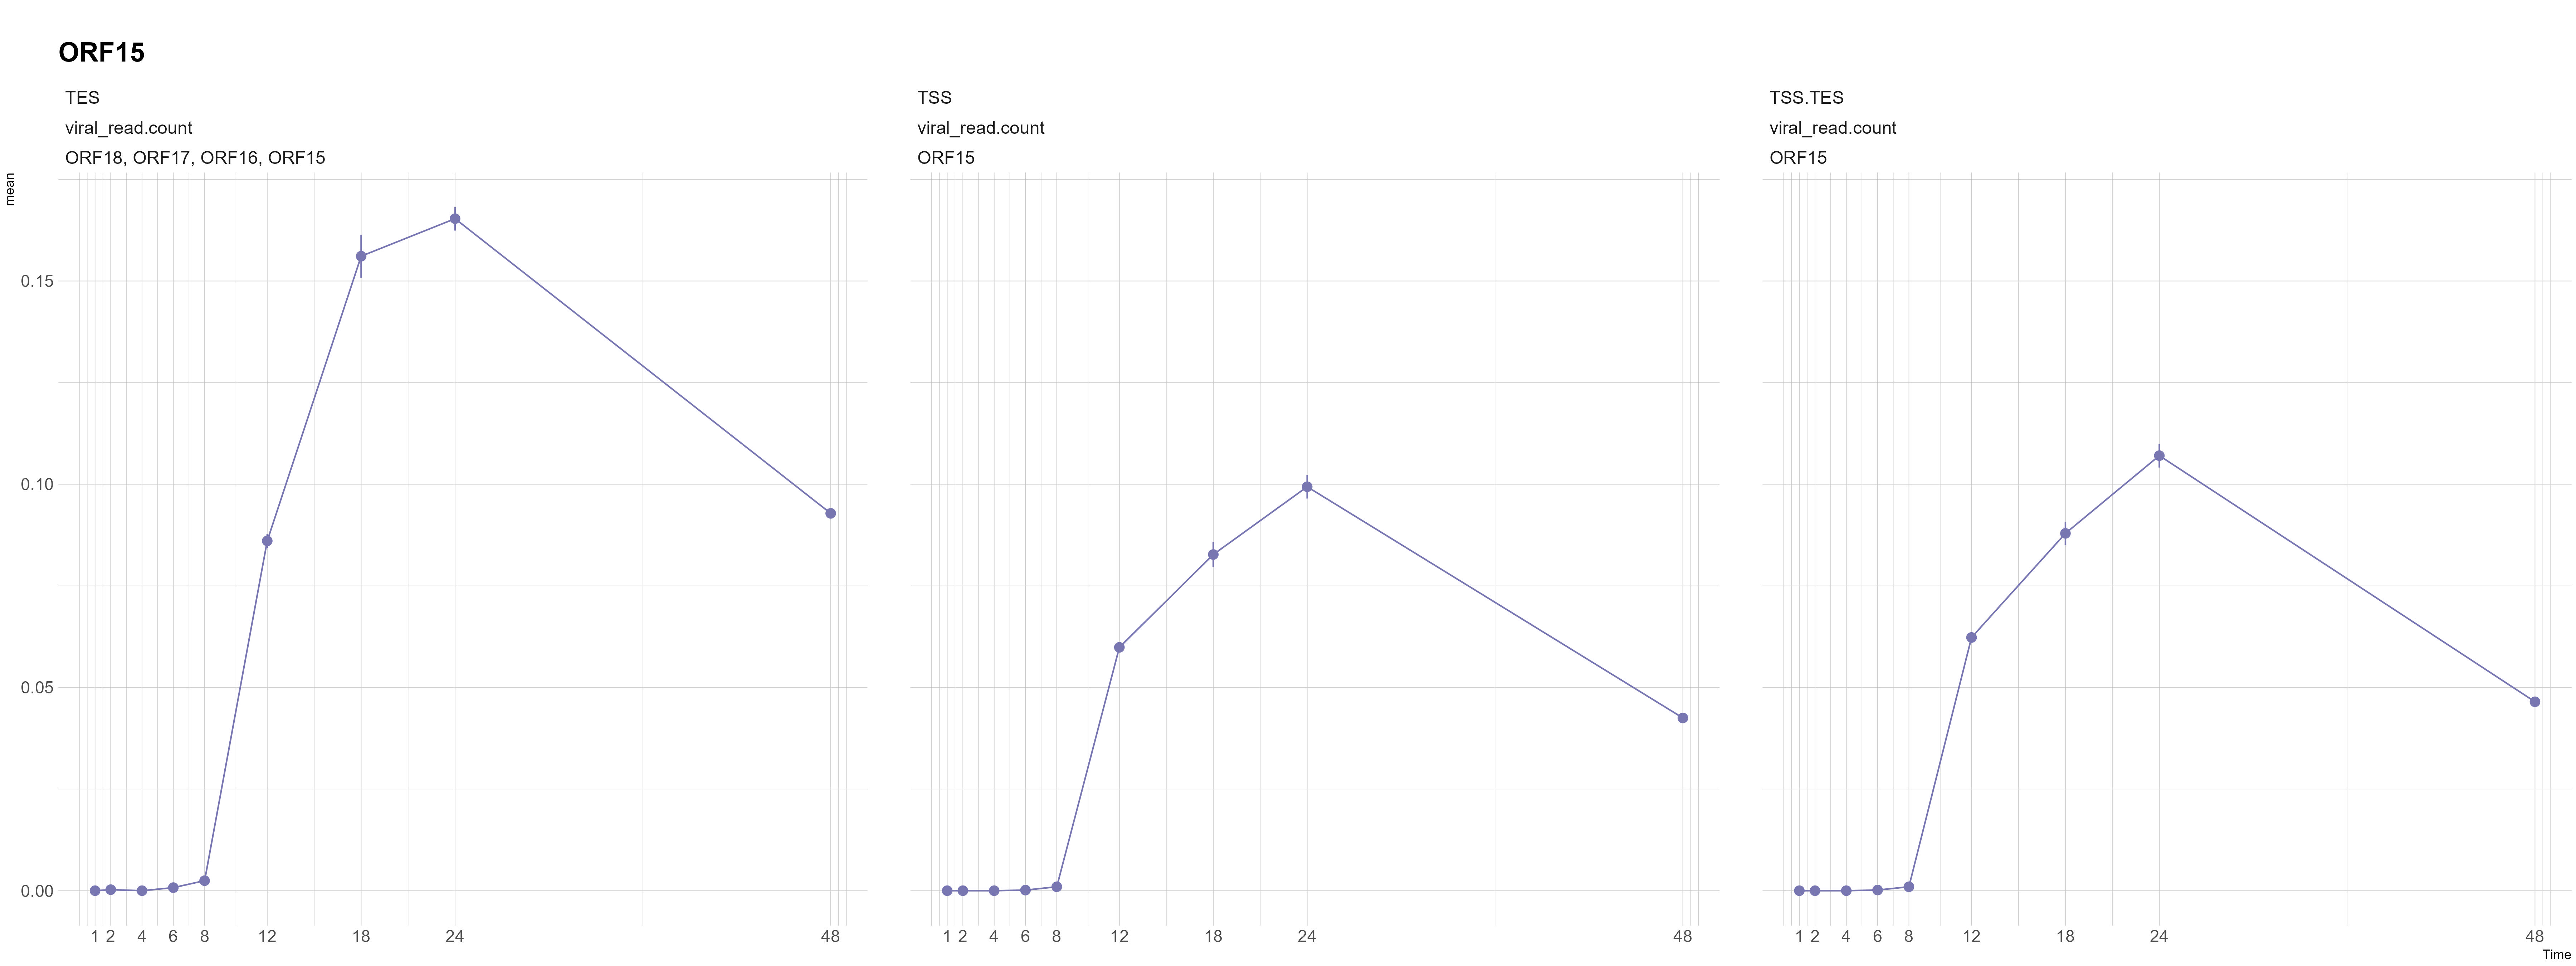 ORF15
TES
viral_read.count
ORF18, ORF17, ORF16, ORF15
TSS
viral_read.count
ORF15
TSS.TES
viral_read.count
ORF15
mean
0.15
0.10
0.05
0.00
1 2 4 6 8 12 18 24 48
1 2 4 6 8 12 18 24 48
1 2 4 6 8 12 18 24 48
Time